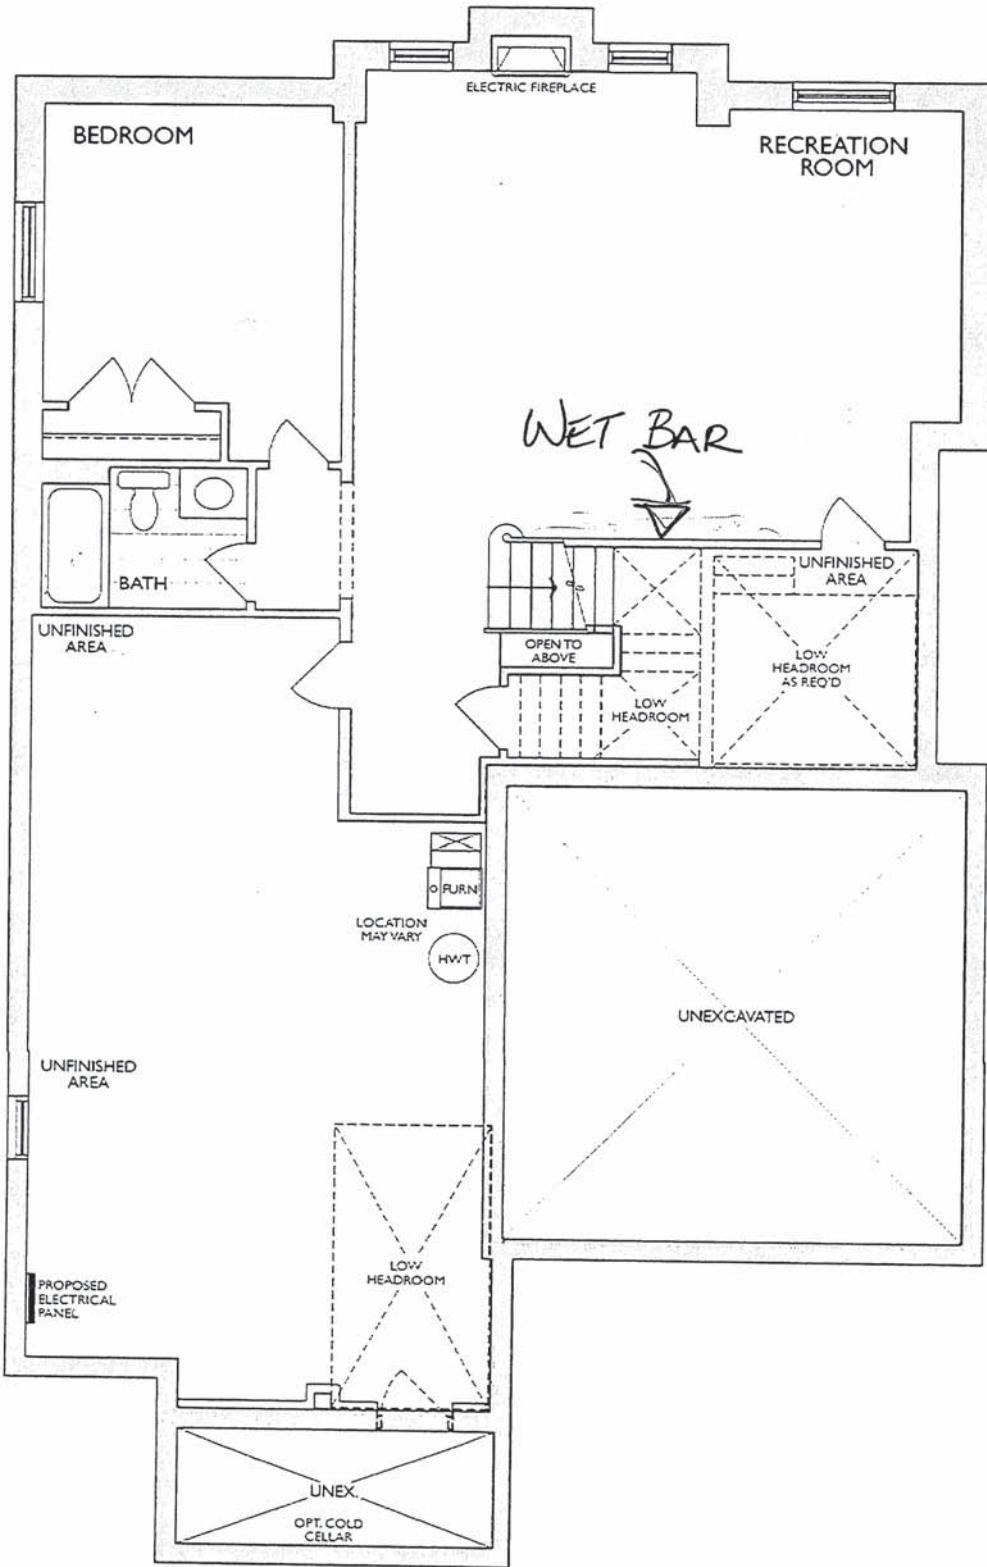 ELECTRIC FIREPLACE
BEDROOM
RECREATION
ROOM
WET BAR
BATH
UNFINISHED
AREA
UNFINISHED
AREA
OPEN TO
ABOVE
LOW
HEADROOM
AS REQ'D
LOW
HEADROOM
FURN
LOCATION
MAY VARY
HWT
UNEXCAVATED
UNFINISHED
AREA
LOW
HEADROOM
PROPOSED
ELECTRICAL
PANEL
UNEX.
OPT. COLD
CELLAR